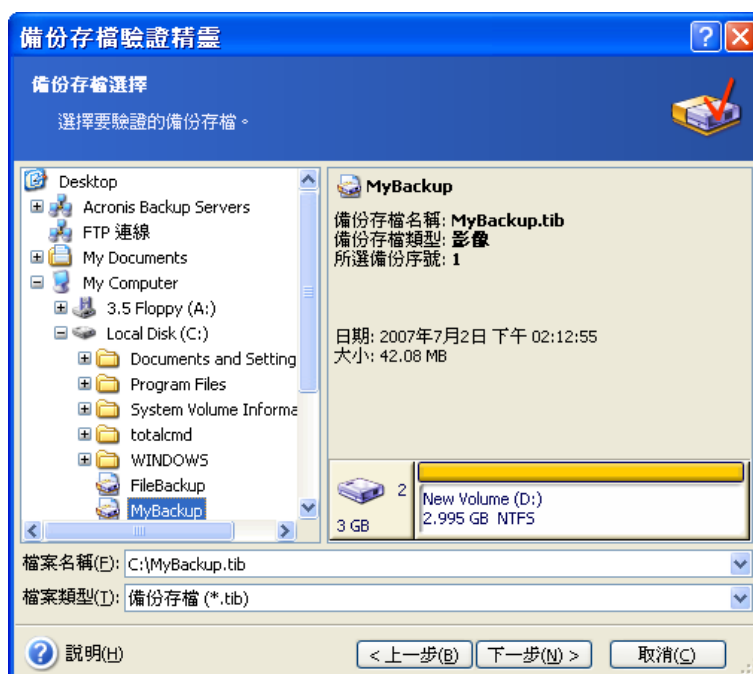 備份存檔驗證精靈
備份存檔選擇
選擇要驗證的備份存檔。
Desktop
Acronis Backup Servers
FTP 連線
My Documents
My Computer
3.5 Floppy (A:)
Local Disk (C:)
Documents and Setting
Program Files
System Volume Informa
totalcmd
WINDOWS
FileBackup
MyBackup
MyBackup
備份存檔名稱: MyBackup.tib
備份存檔類型: 影像
所選備份序號: 1
日期: 2007年7月2日 下午 02:12:55
大小: 42.08 MB
2
3 GB
New Volume (D:)
2.995 GB NTFS
檔案名稱(F): C:\MyBackup.tib
檔案類型(T): 備份存檔 (*.tib)
說明(H)
< 上一步(B)
下一步(N) >
取消(C)